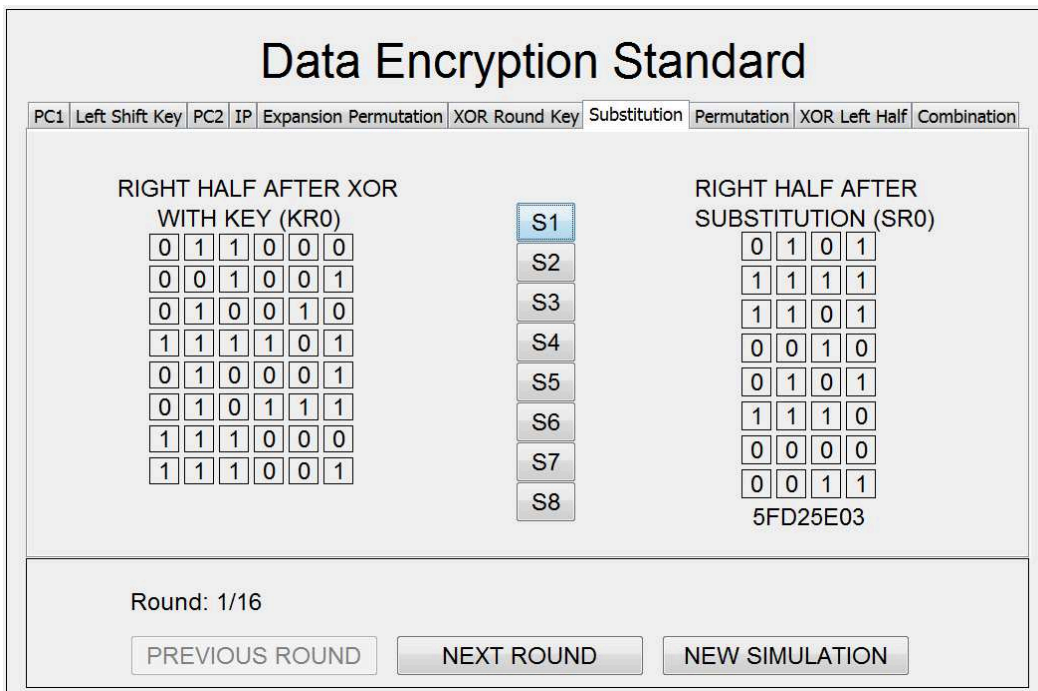 Data Encryption Standard
PC1 Left Shift Key PC2 IP Expansion Permutation XOR Round Key Substitution Permutation XOR Left Half Combination
RIGHT HALF AFTER XOR
WITH KEY (KR0)
0 1 1 0 0 0
0 0 1 0 0 1
0 1 0 0 1 0
1 1 1 1 0 1
0 1 0 0 0 1
0 1 0 1 1 1
1 1 1 0 0 0
1 1 1 0 0 1
S1
S2
S3
S4
S5
S6
S7
S8
RIGHT HALF AFTER
SUBSTITUTION (SR0)
0 1 0 1
1 1 1 1
1 1 0 1
0 0 1 0
0 1 0 1
1 1 1 0
0 0 0 0
0 0 1 1
5FD25E03
Round: 1/16
PREVIOUS ROUND NEXT ROUND NEW SIMULATION